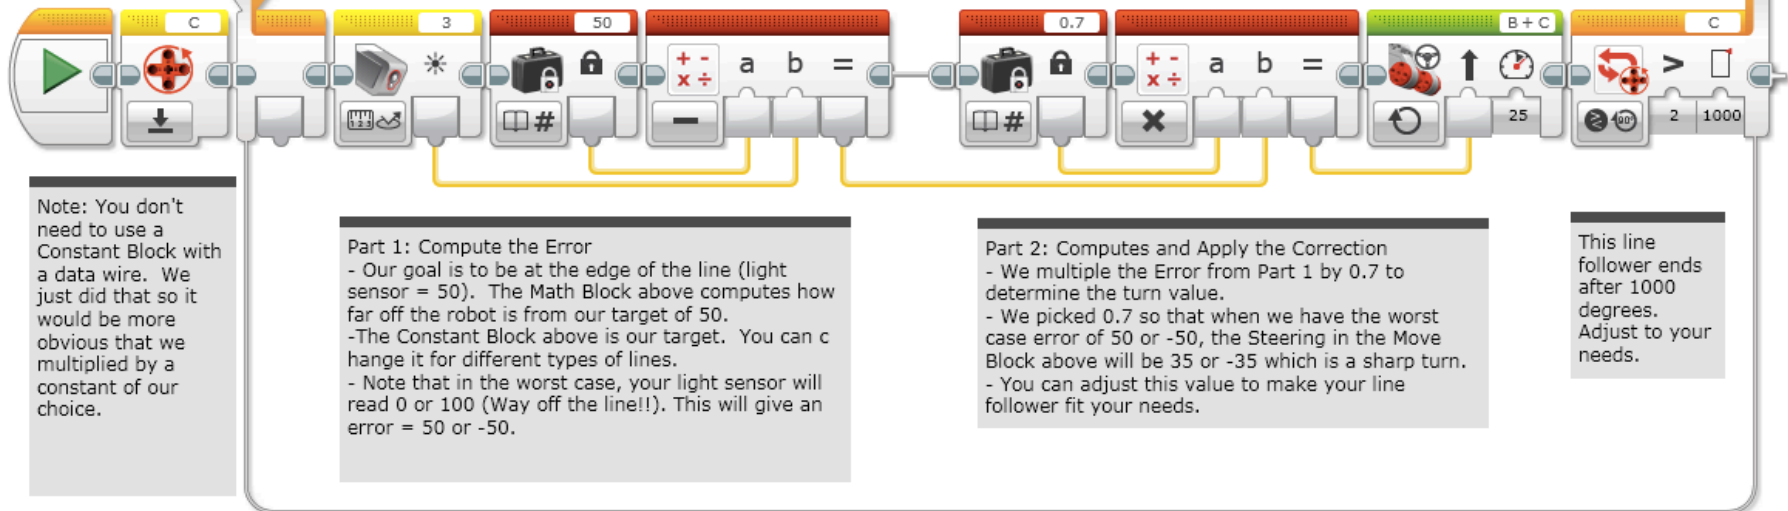 C
3
50
0.7
B + C
C
+ -
x ÷
a b =
+ -
x ÷
a b =
>
123
#
#
25
90°
2
1000
Note: You don't
need to use a
Constant Block with
a data wire. We
just did that so it
would be more
obvious that we
multiplied by a
constant of our
choice.
Part 1: Compute the Error
- Our goal is to be at the edge of the line (light
sensor = 50). The Math Block above computes how
far off the robot is from our target of 50.
-The Constant Block above is our target. You can c
hange it for different types of lines.
- Note that in the worst case, your light sensor will
read 0 or 100 (Way off the line!!). This will give an
error = 50 or -50.
Part 2: Computes and Apply the Correction
- We multiple the Error from Part 1 by 0.7 to
determine the turn value.
- We picked 0.7 so that when we have the worst
case error of 50 or -50, the Steering in the Move
Block above will be 35 or -35 which is a sharp turn.
- You can adjust this value to make your line
follower fit your needs.
This line
follower ends
after 1000
degrees.
Adjust to your
needs.